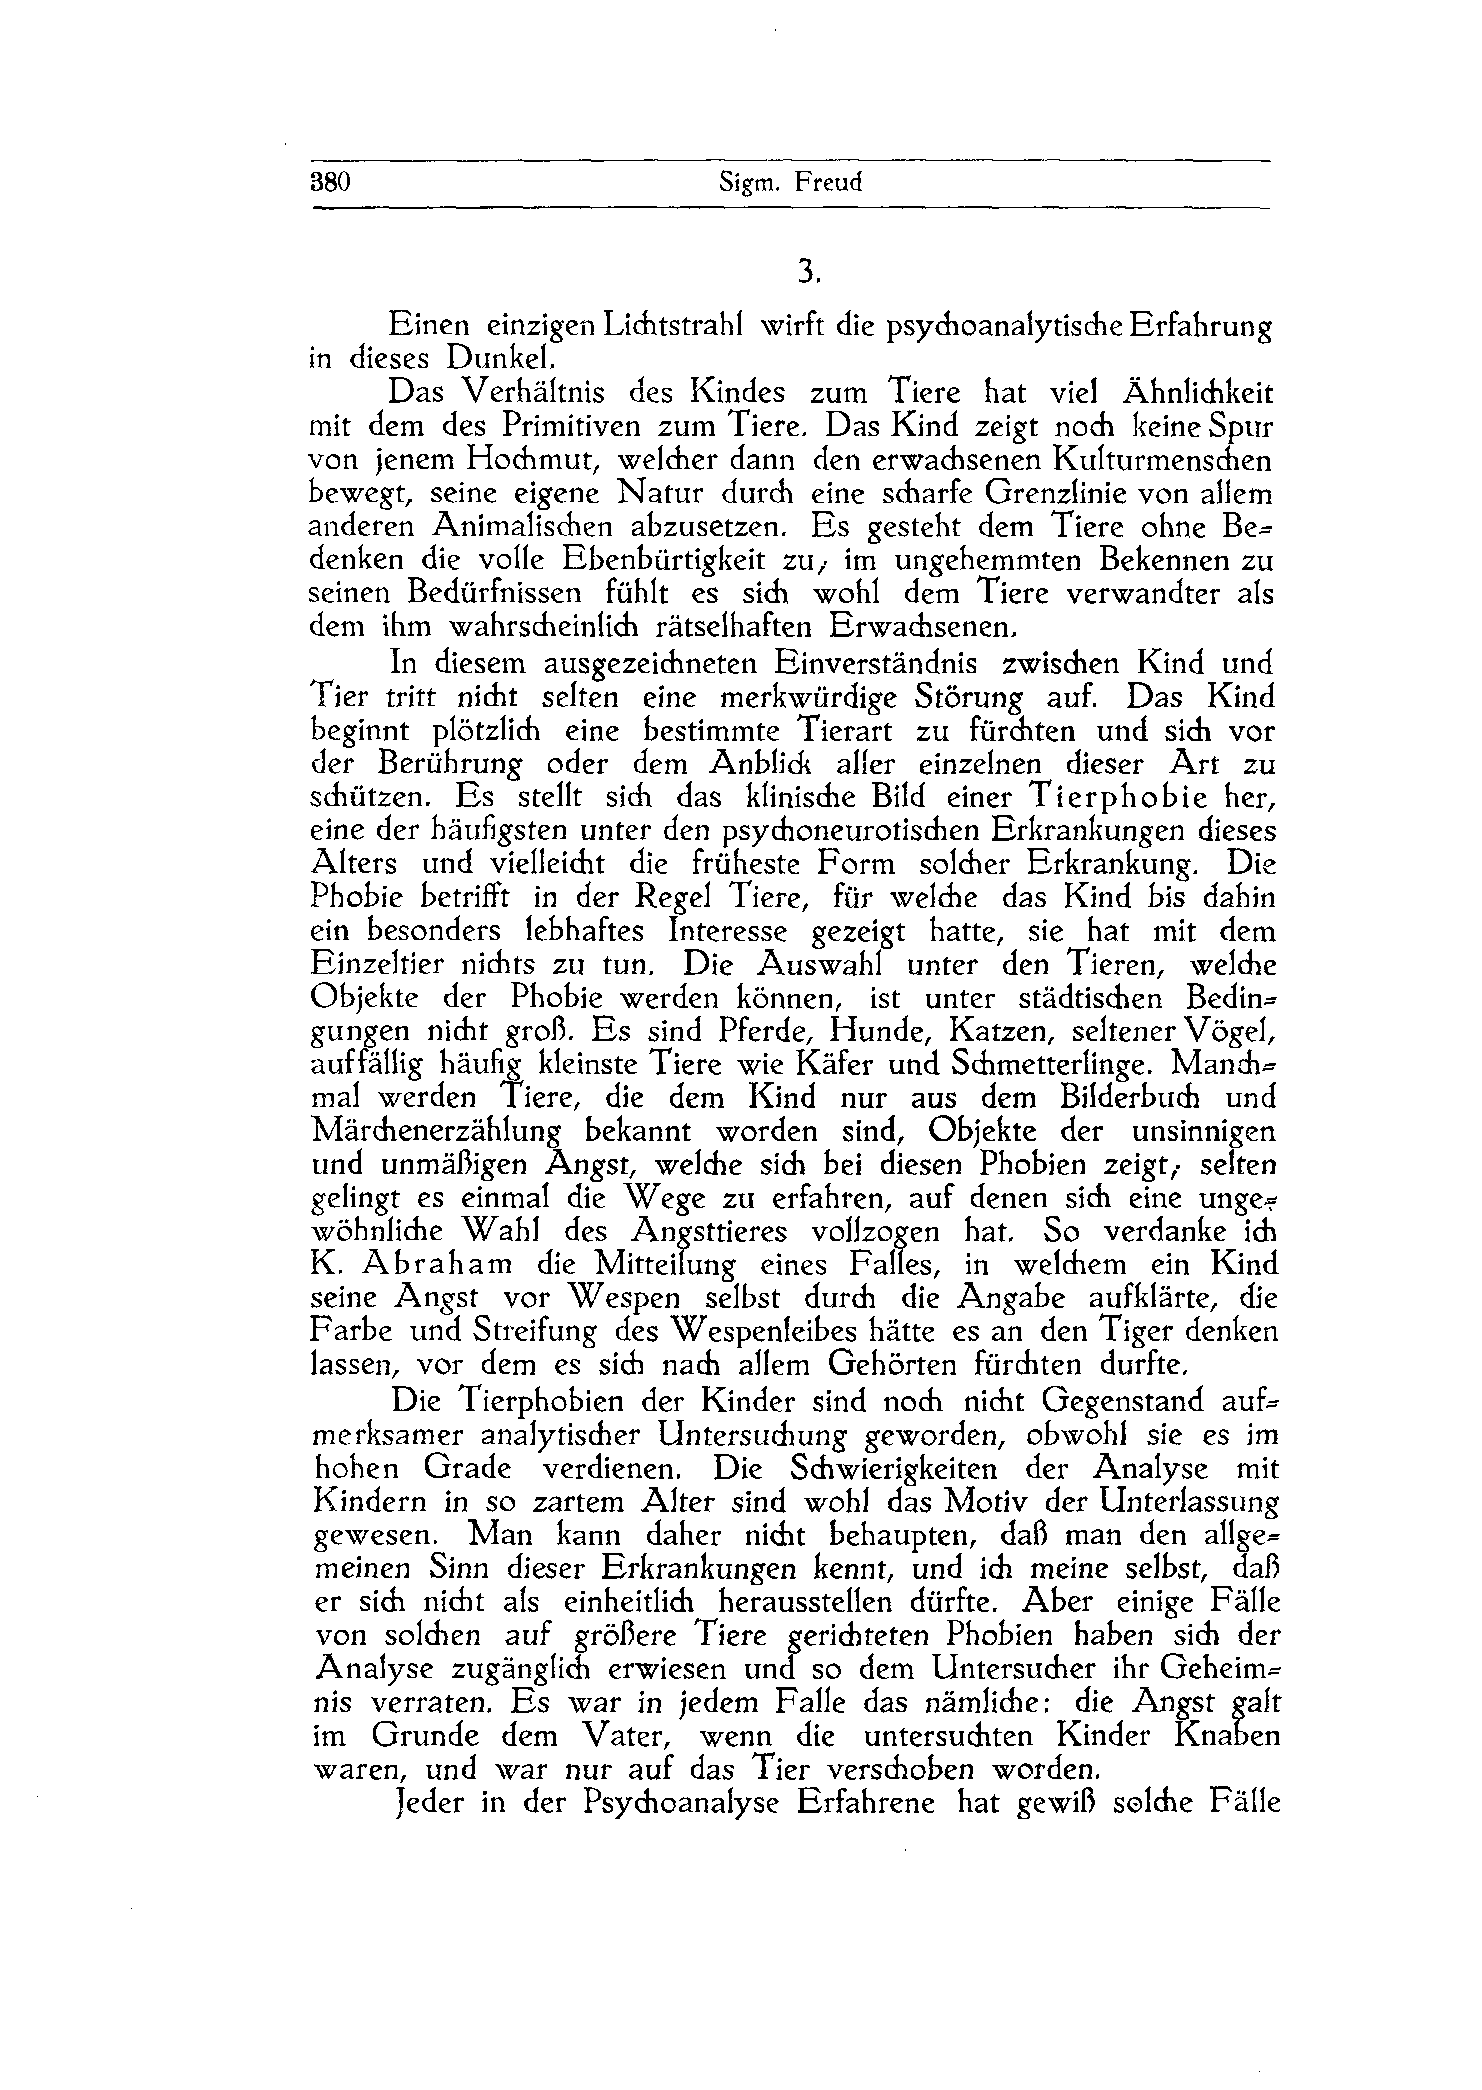 380 Sigm. Freud
3.
Einen einzigen Lichtstrahl wirft die psychoanalytische Erfahrung
in dieses Dunkel.
Das Verhältnis des Kindes zum Tiere hat viel Ähnlichkeit
mit dem des Primitiven zum Tiere. Das Kind zeigt noch keine Spur
von jenem Hochmut, welcher dann den erwachsenen Kulturmenschen
bewegt, seine eigene Natur durch eine scharfe Grenzlinie von allem
anderen Animalischen abzusetzen. Es gesteht dem Tiere ohne Be-
denken die volle Ebenbürtigkeit zu; im ungehemmten Bekennen zu
seinen Bedürfnissen fühlt es sich wohl dem Tiere verwandter als
dem ihm wahrscheinlich rätselhaften Erwachsenen.
In diesem ausgezeichneten Einverständnis zwischen Kind und
Tier tritt nicht selten eine merkwürdige Störung auf. Das Kind
beginnt plötzlich eine bestimmte Tierart zu fürchten und sich vor
der Berührung oder dem Anblick aller einzelnen dieser Art zu
schützen. Es stellt sich das klinische Bild einer Tierphobie her,
eine der häufigsten unter den psychoneurotischen Erkrankungen dieses
Alters und vielleicht die früheste Form solcher Erkrankung. Die
Phobie betrifft in der Regel Tiere, für welche das Kind bis dahin
ein besonders lebhaftes Interesse gezeigt hatte, sie hat mit dem
Einzeltier nichts zu tun. Die Auswahl unter den Tieren, welche
Objekte der Phobie werden können, ist unter städtischen Bedin-
gungen nicht groß. Es sind Pferde, Hunde, Katzen, seltener Vögel,
auffällig häufig kleinste Tiere wie Käfer und Schmetterlinge. Manch-
mal werden Tiere, die dem Kind nur aus dem Bilderbuch und
Märchenerzählung bekannt worden sind, Objekte der unsinnigen
und unmäßigen Angst, welche sich bei diesen Phobien zeigt; selten
gelingt es einmal die Wege zu erfahren, auf denen sich eine unge-
wöhnliche Wahl des Angsttieres vollzogen hat. So verdanke ich
K. Abraham die Mitteilung eines Falles, in welchem ein Kind
seine Angst vor Wespen selbst durch die Angabe aufklärte, die
Farbe und Streifung des Wespenleibes hätte es an den Tiger denken
lassen, vor dem es sich nach allem Gehörten fürchten durfte.
Die Tierphobien der Kinder sind noch nicht Gegenstand auf-
merksamer analytischer Untersuchung geworden, obwohl sie es im
hohen Grade verdienen. Die Schwierigkeiten der Analyse mit
Kindern in so zartem Alter sind wohl das Motiv der Unterlassung
gewesen. Man kann daher nicht behaupten, daß man den allge-
meinen Sinn dieser Erkrankungen kennt, und ich meine selbst, daß
er sich nicht als einheitlich herausstellen dürfte. Aber einige Fälle
von solchen auf größere Tiere gerichteten Phobien haben sich der
Analyse zugänglich erwiesen und so dem Untersucher ihr Geheim-
nis verraten. Es war in jedem Falle das nämliche: die Angst galt
im Grunde dem Vater, wenn die untersuchten Kinder Knaben
waren, und war nur auf das Tier verschoben worden.
Jeder in der Psychoanalyse Erfahrene hat gewiß solche Fälle